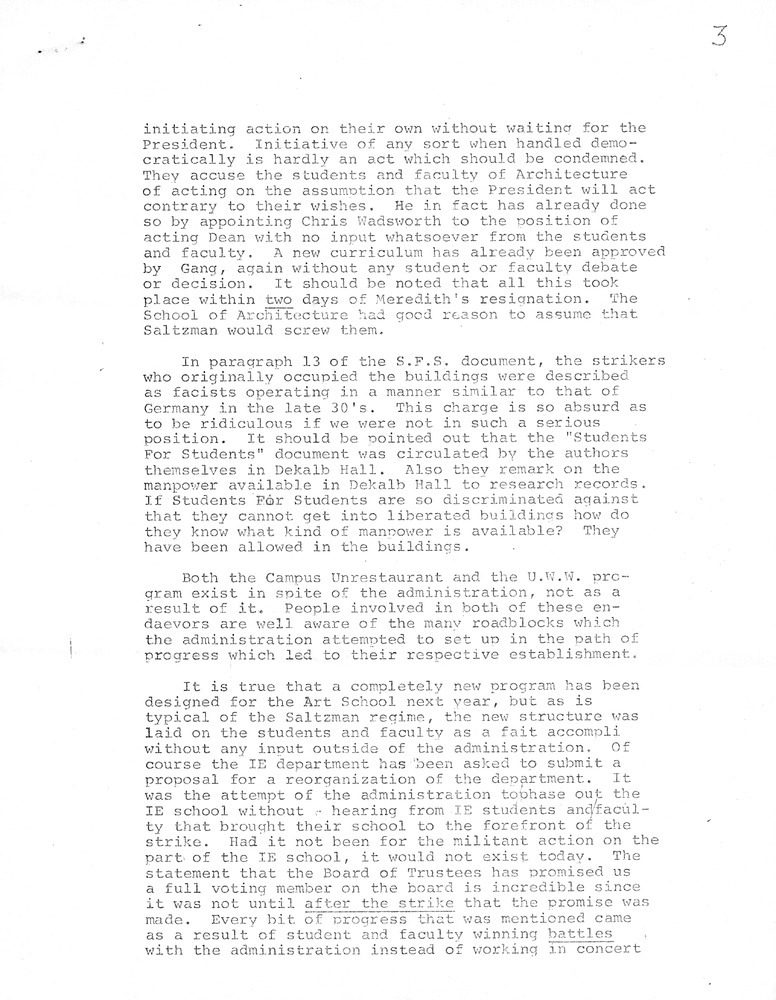 3
initiating action on their own without waiting for the
President.  Initiative of any sort when handled demo-
cratically is hardly an act which should be condemned.
They accuse the students and faculty of Architecture
of acting on the assumption that the President will act
contrary to their wishes.  He in fact has already done
so by appointing Chris Wadsworth to the position of
acting Dean with no input whatsoever from the students
and faculty.  A new curriculum has already been approved
by  Gang, again without any student or faculty debate
or decision.  It should be noted that all this took
place within two days of Meredith's resignation.  The
School of Architecture had good reason to assume that
Saltzman would screw them.
In paragraph 13 of the S.F.S. document, the strikers
who originally occupied the buildings were described
as facists operating in a manner similar to that of
Germany in the late 30's.  This charge is so absurd as
to be ridiculous if we were not in such a serious
position.  It should be pointed out that the "Students
For Students" document was circulated by the authors
themselves in Dekalb Hall.  Also they remark on the
manpower available in Dekalb Hall to research records.
If Students For Students are so discriminated against
that they cannot get into liberated buildings how do
they know what kind of manpower is available?  They
have been allowed in the buildings.
Both the Campus Unrestaurant and the U.W.W. pro-
gram exist in spite of the administration, not as a
result of it.  People involved in both of these en-
daevors are well aware of the many roadblocks which
the administration attempted to set up in the path of
progress which led to their respective establishment.
It is true that a completely new program has been
designed for the Art School next year, but as is
typical of the Saltzman regime, the new structure was
laid on the students and faculty as a fait accompli
without any input outside of the administration.  Of
course the IE department has been asked to submit a
proposal for a reorganization of the department.  It
was the attempt of the administration tophase out the
IE school without - hearing from IE students and/facul-
ty that brought their school to the forefront of the
strike.  Had it not been for the militant action on the
part of the IE school, it would not exist today.  The
statement that the Board of Trustees has promised us
a full voting member on the board is incredible since
it was not until after the strike that the promise was
made.  Every bit of progress that was mentioned came
as a result of student and faculty winning battles
with the administration instead of working in concert